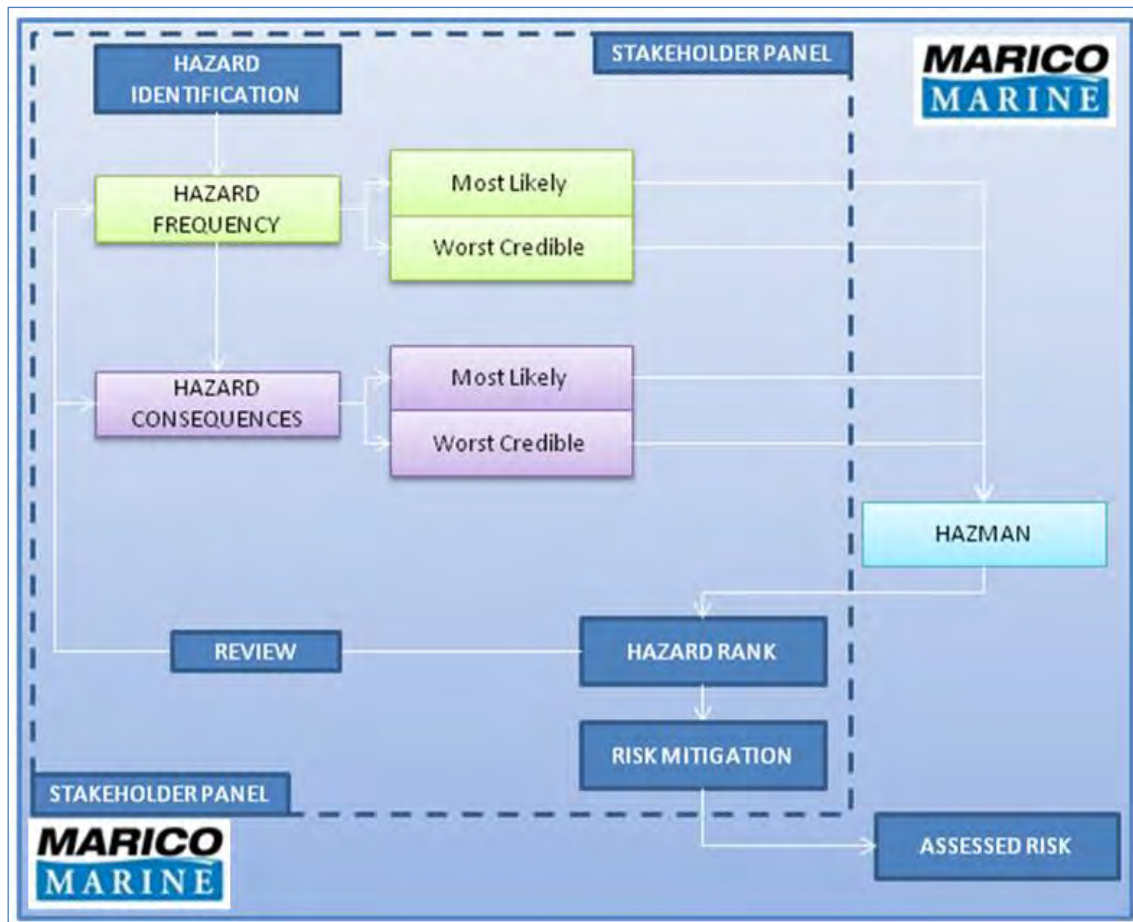 HAZARD
IDENTIFICATION
STAKEHOLDER PANEL
MARICO
MARINE
HAZARD
FREQUENCY
Most Likely
Worst Credible
HAZARD
CONSEQUENCES
Most Likely
Worst Credible
HAZMAN
REVIEW
HAZARD RANK
RISK MITIGATION
STAKEHOLDER PANEL
MARICO
MARINE
ASSESSED RISK